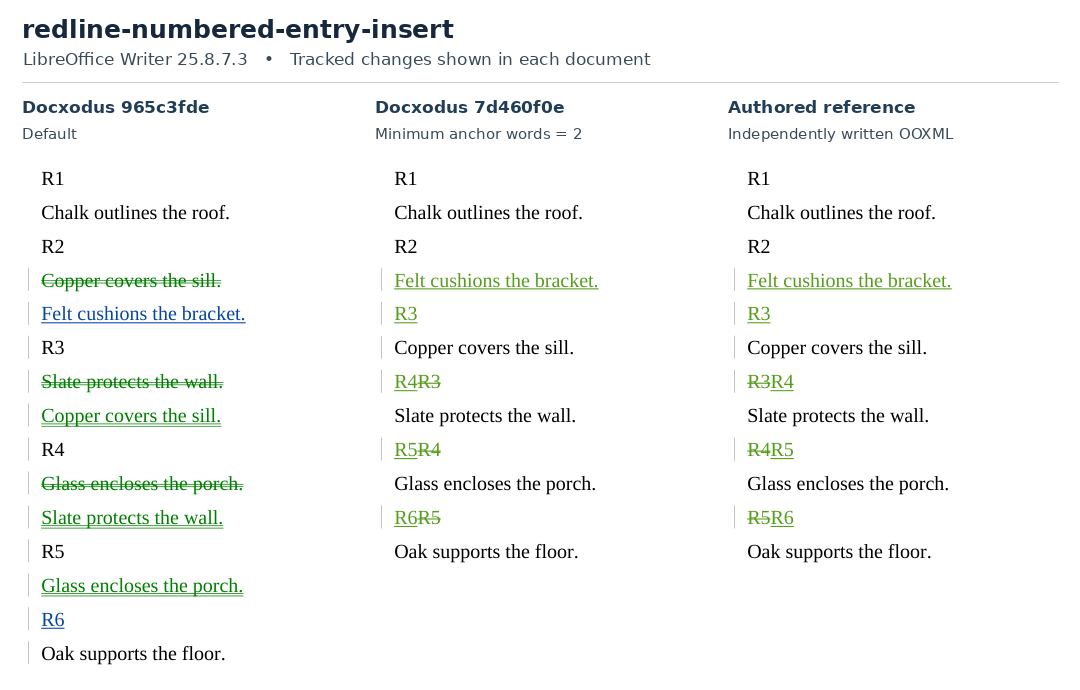 redline-numbered-entry-insert
LibreOffice Writer 25.8.7.3 • Tracked changes shown in each document
Docxodus 965c3fde
Default
R1
Chalk outlines the roof.
R2
Copper covers the sill.
Felt cushions the bracket.
R3
Slate protects the wall.
Copper covers the sill.
R4
Glass encloses the porch.
Slate protects the wall.
R5
Glass encloses the porch.
R6
Oak supports the floor.
Docxodus 7d460f0e
Minimum anchor words = 2
R1
Chalk outlines the roof.
R2
Felt cushions the bracket.
R3
Copper covers the sill.
R4R3
Slate protects the wall.
R5R4
Glass encloses the porch.
R6R5
Oak supports the floor.
Authored reference
Independently written OOXML
R1
Chalk outlines the roof.
R2
Felt cushions the bracket.
R3
Copper covers the sill.
R3R4
Slate protects the wall.
R4R5
Glass encloses the porch.
R5R6
Oak supports the floor.